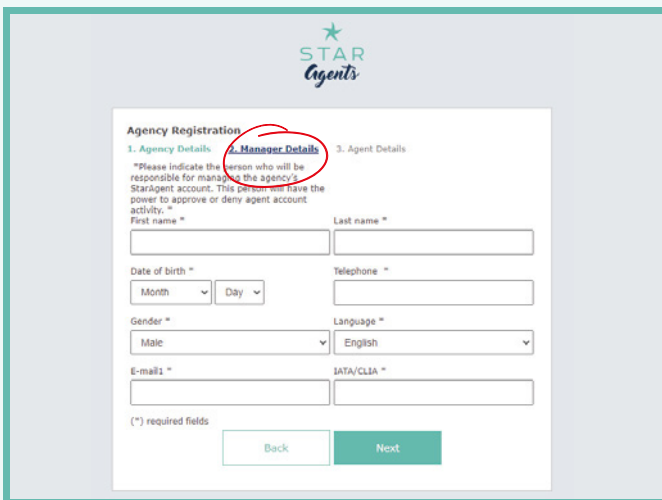 STAR
Agents
Agency Registration
1. Agency Details 2. Manager Details 3. Agent Details
*Please indicate the person who will be
responsible for managing the agency's
StarAgent account. This person will have the
power to approve or deny agent account
activity. *
First name * Last name *
Date of birth * Telephone *
Month Day
Gender * Language *
Male English
E-mail1 * IATA/CLIA *
(*) required fields
Back Next